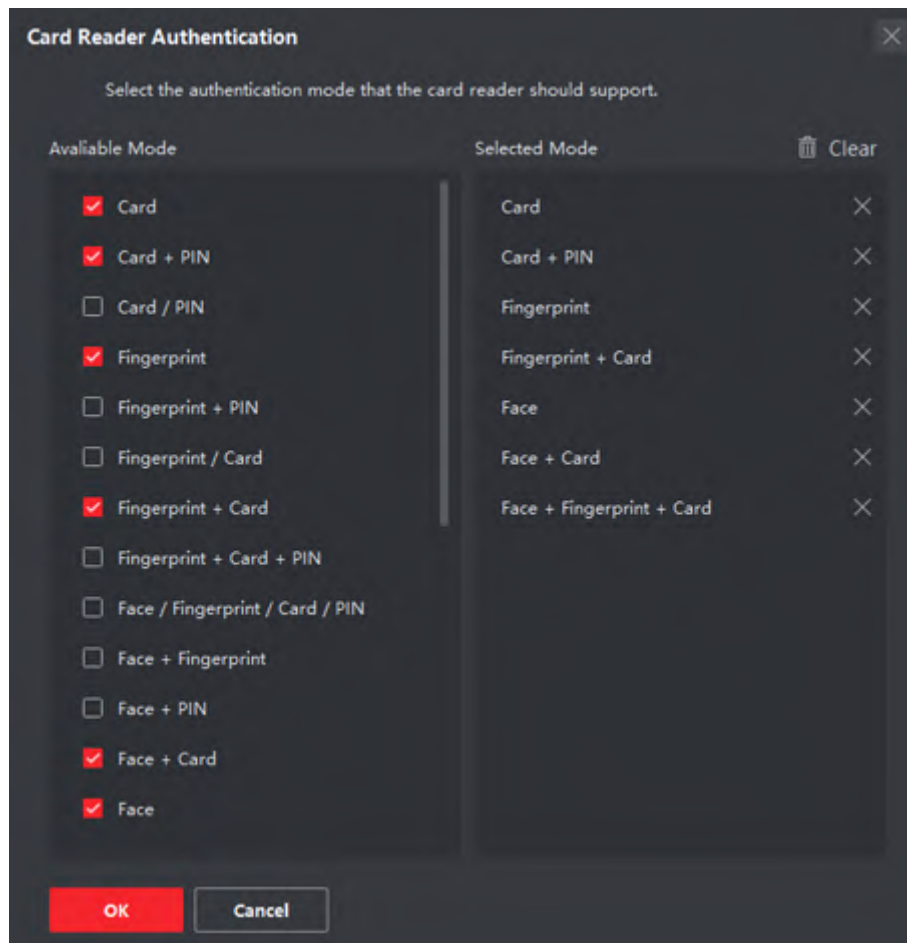 Card Reader Authentication
Select the authentication mode that the card reader should support.
Avaliable Mode
Selected Mode
Clear
Card
Card + PIN
Card / PIN
Fingerprint
Fingerprint + PIN
Fingerprint / Card
Fingerprint + Card
Fingerprint + Card + PIN
Face / Fingerprint / Card / PIN
Face + Fingerprint
Face + PIN
Face + Card
Face
Card
Card + PIN
Fingerprint
Fingerprint + Card
Face
Face + Card
Face + Fingerprint + Card
OK
Cancel